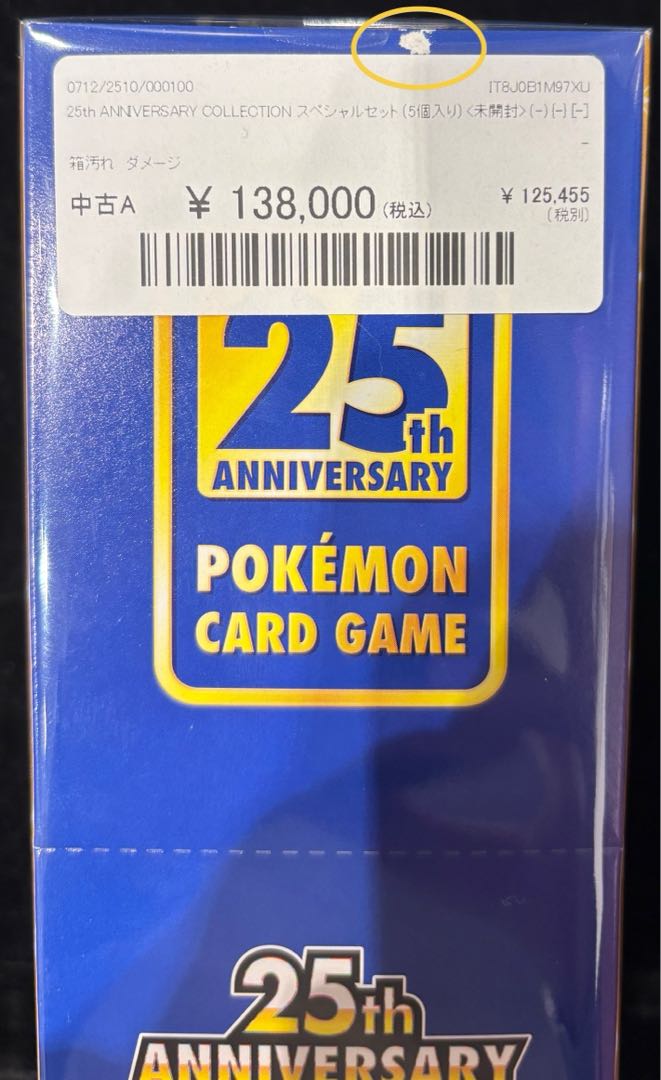 0712/2510/000100 IT8J0B1M97XU
25th ANNIVERSARY COLLECTION スペシャルセット (5個入り) <未開封> (-) {-} [-]
-
箱汚れ ダメージ
中古A ¥ 138,000 (税込) ¥ 125,455
(税別)
25th
ANNIVERSARY
POKÉMON
CARD GAME
25th
ANNIVERSARY